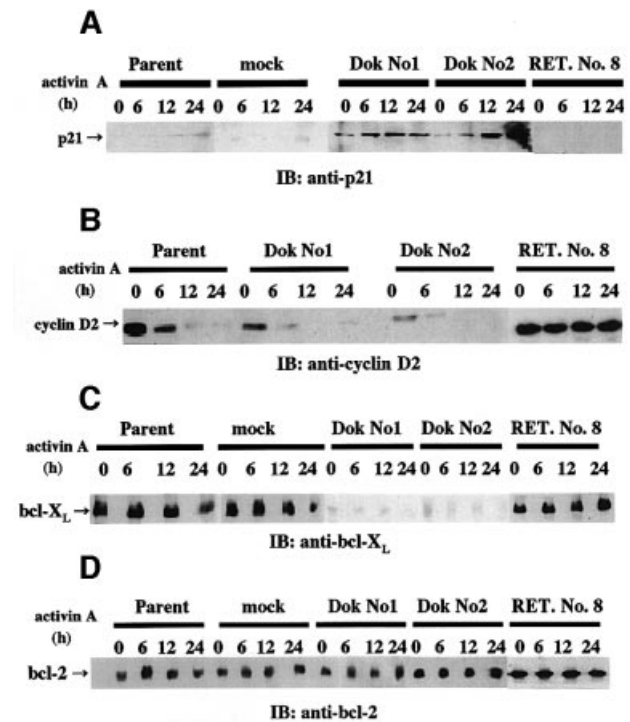 A
Parent mock Dok No1 Dok No2 RET. No. 8
activin A
(h) 0 6 12 24 0 6 12 24 0 6 12 24 0 6 12 24 0 6 12 24
p21 →
IB: anti-p21
B
Parent Dok No1 Dok No2 RET. No. 8
activin A
(h) 0 6 12 24 0 6 12 24 0 6 12 24 0 6 12 24
cyclin D2 →
IB: anti-cyclin D2
C
Parent mock Dok No1 Dok No2 RET. No. 8
activin A
(h) 0 6 12 24 0 6 12 24 0 6 12 24 0 6 12 24 0 6 12 24
bcl-XL →
IB: anti-bcl-XL
D
Parent mock Dok No1 Dok No2 RET. No. 8
activin A
(h) 0 6 12 24 0 6 12 24 0 6 12 24 0 6 12 24 0 6 12 24
bcl-2 →
IB: anti-bcl-2